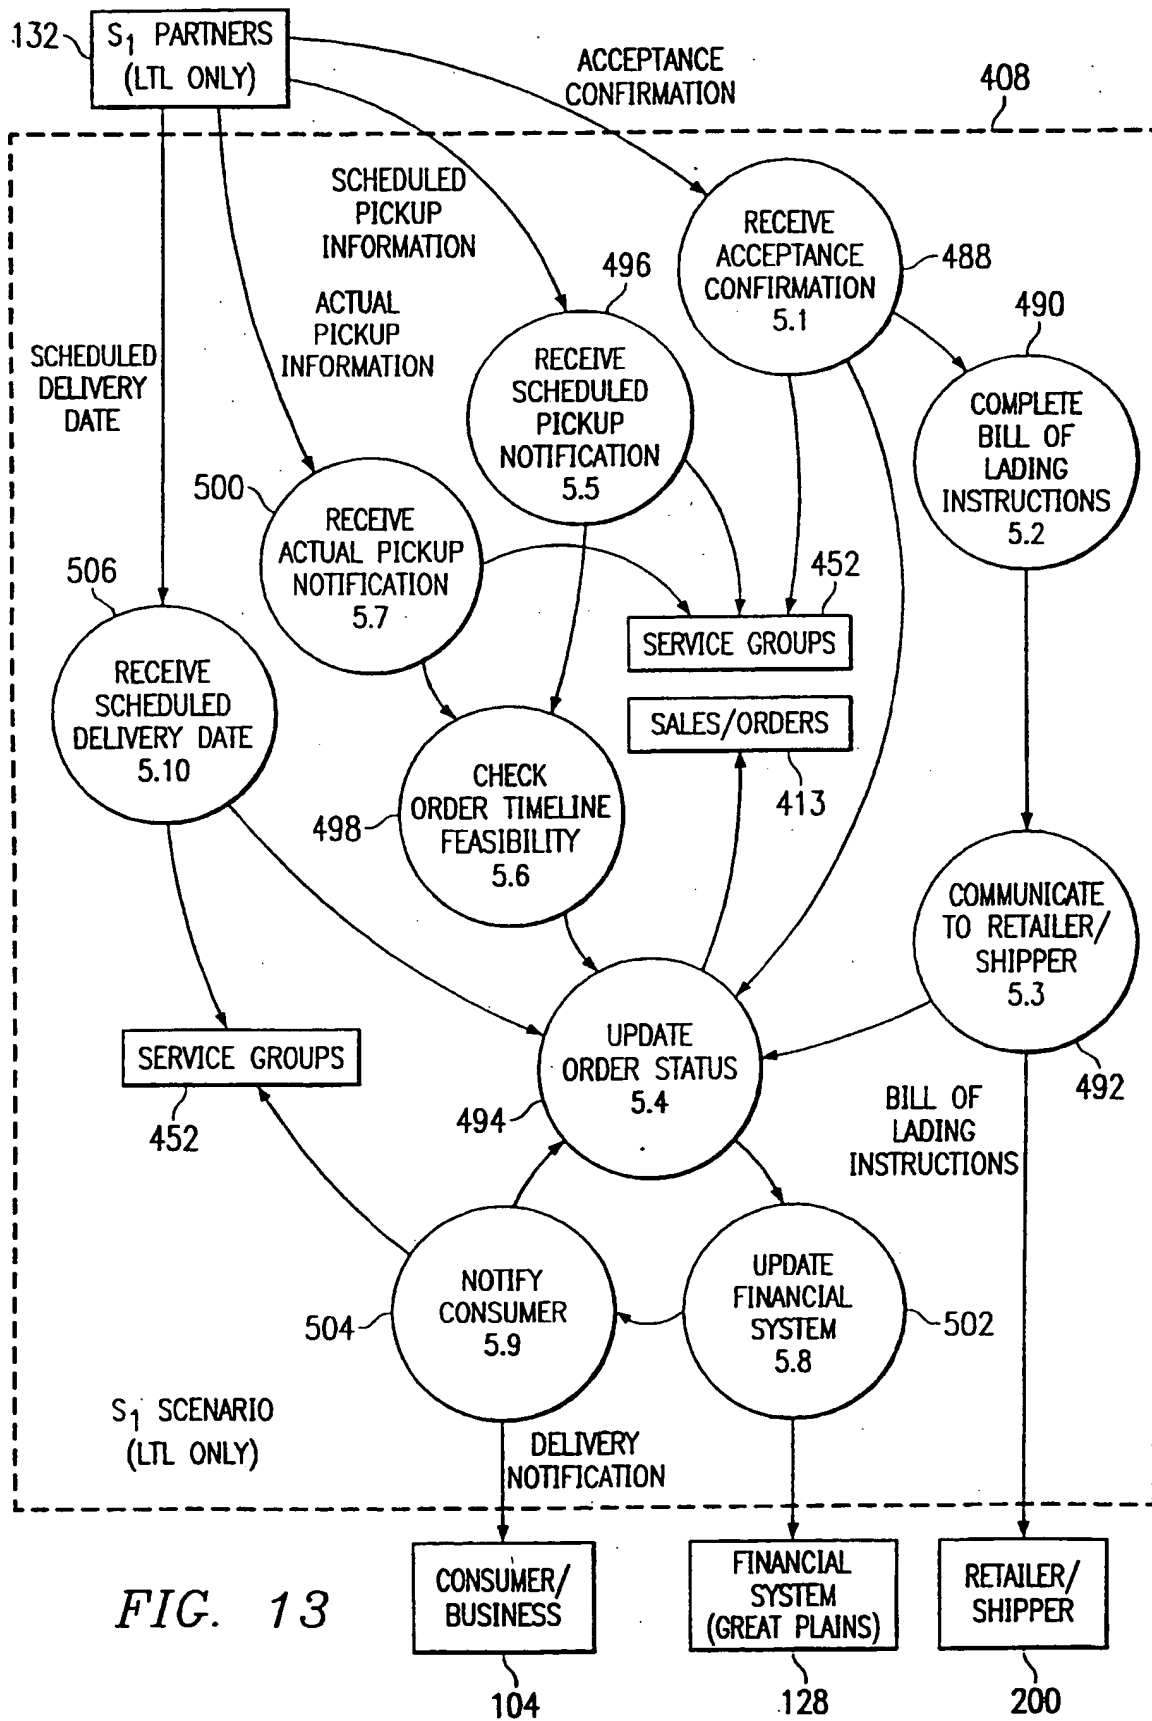 132
S1 PARTNERS
(LTL ONLY)
ACCEPTANCE
CONFIRMATION
408
SCHEDULED
PICKUP
INFORMATION
RECEIVE
ACCEPTANCE
CONFIRMATION
5.1
488
496
490
ACTUAL
PICKUP
INFORMATION
SCHEDULED
DELIVERY
DATE
RECEIVE
SCHEDULED
PICKUP
NOTIFICATION
5.5
COMPLETE
BILL OF
LADING
INSTRUCTIONS
5.2
500
RECEIVE
ACTUAL PICKUP
NOTIFICATION
5.7
506
452
SERVICE GROUPS
RECEIVE
SCHEDULED
DELIVERY DATE
5.10
SALES/ORDERS
413
CHECK
ORDER TIMELINE
FEASIBILITY
5.6
498
COMMUNICATE
TO RETAILER/
SHIPPER
5.3
492
SERVICE GROUPS
452
UPDATE
ORDER STATUS
5.4
494
BILL OF
LADING
INSTRUCTIONS
NOTIFY
CONSUMER
5.9
504
UPDATE
FINANCIAL
SYSTEM
5.8
502
S1 SCENARIO
(LTL ONLY)
DELIVERY
NOTIFICATION
CONSUMER/
BUSINESS
FINANCIAL
SYSTEM
(GREAT PLAINS)
RETAILER/
SHIPPER
FIG. 13
104
128
200